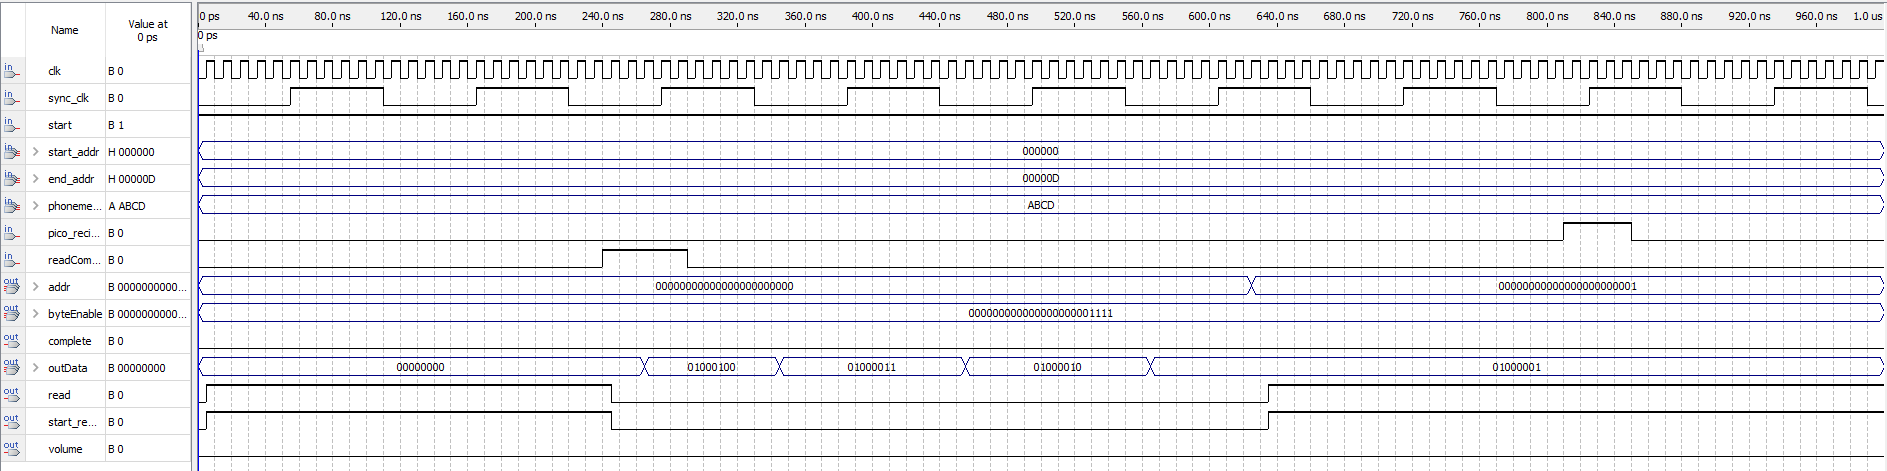 Name Value at 0 ps
0 ps 40.0 ns 80.0 ns 120.0 ns 160.0 ns 200.0 ns 240.0 ns 280.0 ns 320.0 ns 360.0 ns 400.0 ns 440.0 ns 480.0 ns 520.0 ns 560.0 ns 600.0 ns 640.0 ns 680.0 ns 720.0 ns 760.0 ns 800.0 ns 840.0 ns 880.0 ns 920.0 ns 960.0 ns 1.0 us
0 ps
in clk B 0
in sync_clk B 0
in start B 1
in start_addr H 000000 000000
in end_addr H 00000D 00000D
in phoneme... A ABCD ABCD
in pico_reci... B 0
in readCom... B 0
out addr B 0000000000... 000000000000000000000000 000000000000000000000001
out byteEnable B 0000000000... 000000000000000000001111
out complete B 0
out outData B 00000000 00000000 01000100 01000011 01000010 01000001
out read B 0
out start_re... B 0
out volume B 0